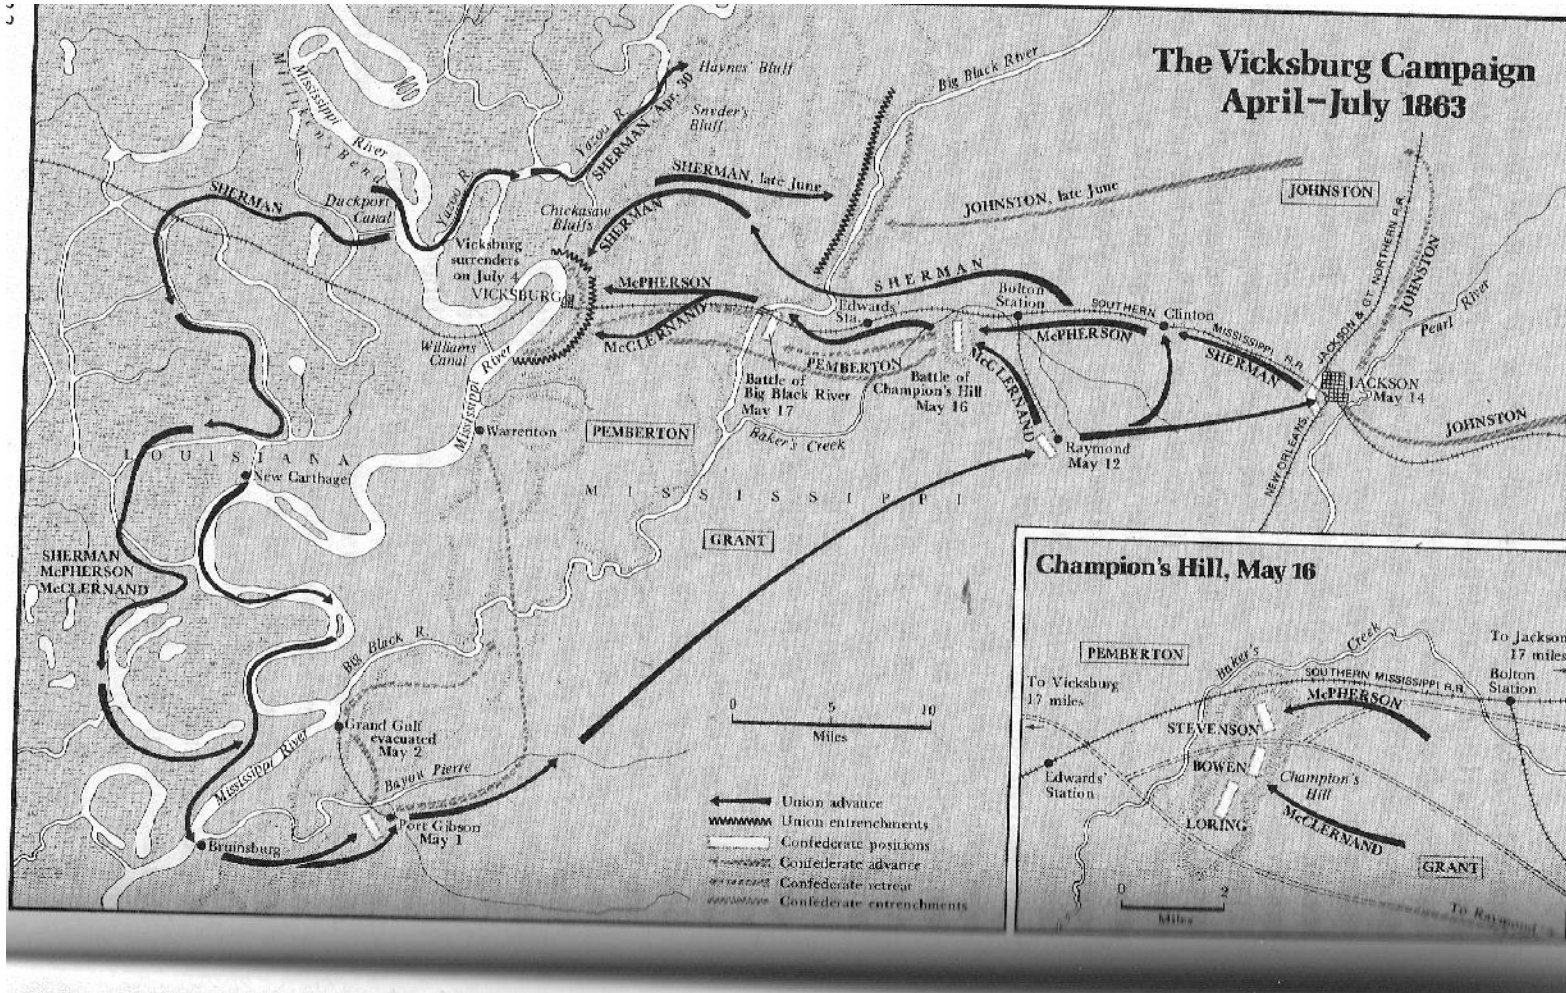 The Vicksburg Campaign
April–July 1863
Haynes' Bluff
Big Black River
Snyder's
Bluff
Mississippi River
Milliken's Bend
Yazoo R.
SHERMAN, Apr. 30
Yazoo R.
SHERMAN
Duckport
Canal
Chickasaw
Bluffs
SHERMAN
SHERMAN, late June
JOHNSTON, late June
JOHNSTON
Vicksburg
surrenders
on July 4
VICKSBURG
McPHERSON
McCLERNAND
SHERMAN
Edwards'
Sta.
Bolton
Station
SOUTHERN
Clinton
MISSISSIPPI R.R.
JACKSON & GT. NORTHERN R.R.
JOHNSTON
Pearl River
Williams
Canal
Mississippi River
PEMBERTON
McPHERSON
SHERMAN
McCLERNAND
Battle of
Big Black River
May 17
Battle of
Champion's Hill
May 16
JACKSON
May 14
JOHNSTON
Warrenton
PEMBERTON
Baker's Creek
Raymond
May 12
NEW ORLEANS
LOUISIANA
New Carthage
MISSISSIPPI
GRANT
SHERMAN
McPHERSON
McCLERNAND
Big Black R.
Grand Gulf
evacuated
May 2
Mississippi River
Bayou Pierre
Port Gibson
May 1
Bruinsburg
0 5 10
Miles
Union advance
Union entrenchments
Confederate positions
Confederate advance
Confederate retreat
Confederate entrenchments
Champion's Hill, May 16
PEMBERTON
Baker's Creek
To Jackson
17 miles
Bolton
Station
To Vicksburg
17 miles
SOUTHERN MISSISSIPPI R.R.
McPHERSON
STEVENSON
BOWEN
Edwards'
Station
Champion's
Hill
LORING
McCLERNAND
GRANT
0 2
Miles
To Raymond